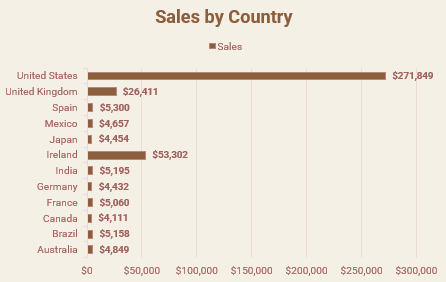 Sales by Country
Sales
United States $271,849
United Kingdom $26,411
Spain $5,300
Mexico $4,657
Japan $4,454
Ireland $53,302
India $5,195
Germany $4,432
France $5,060
Canada $4,111
Brazil $5,158
Australia $4,849
$0 $50,000 $100,000 $150,000 $200,000 $250,000 $300,000